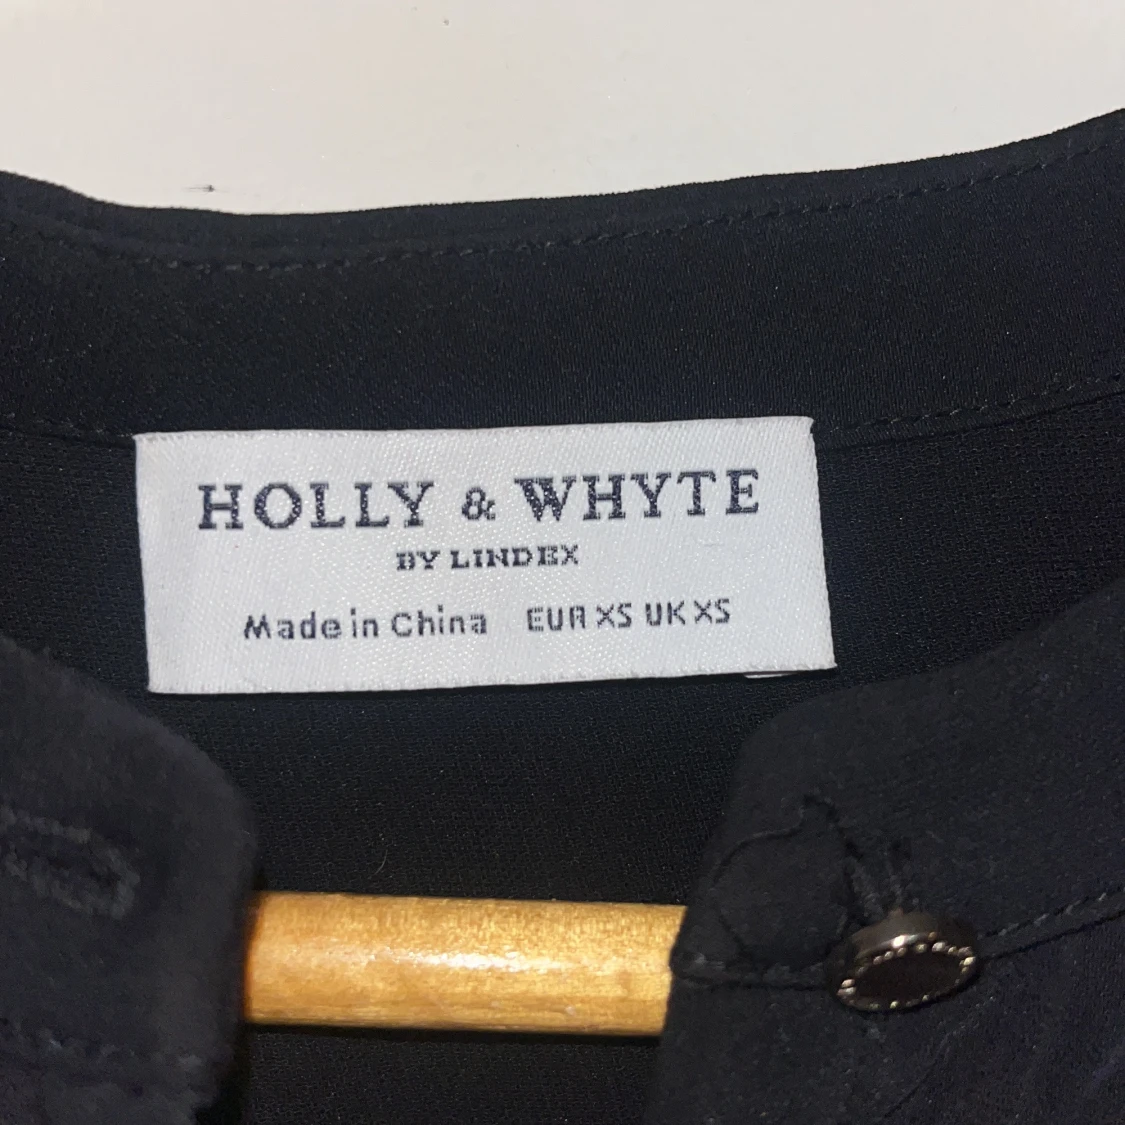 HOLLY & WHYTE
BY LINDEX
Made in China EUR XS UK XS